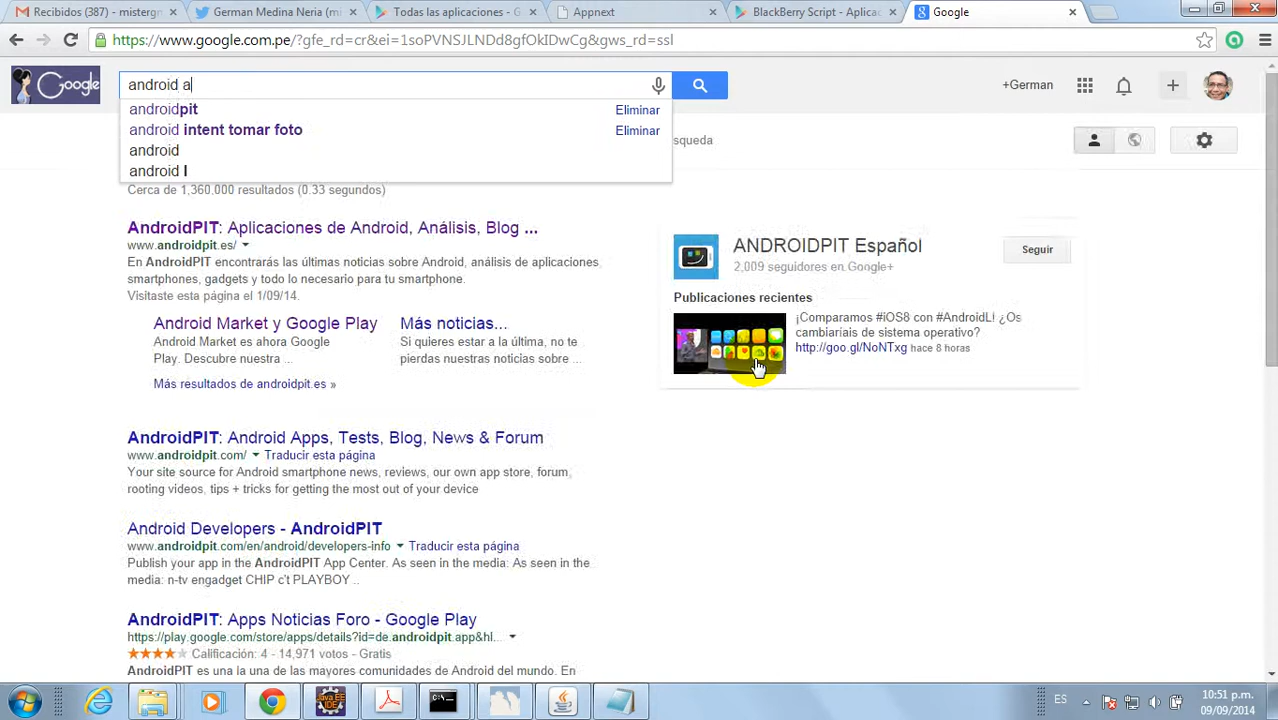 Recibidos (387) - mistergm
German Medina Neria (
Todas las aplicaciones - G
Appnext
BlackBerry Script - Aplicac
Google
https://www.google.com.pe/?gfe_rd=cr&ei=1soPVNSJLNDd8gfOkIDwCg&gws_rd=ssl
Google
android a
+German
androidpit
Eliminar
android intent tomar foto
Eliminar
android
squeda
android l
Cerca de 1,360,000 resultados (0.33 segundos)
AndroidPIT: Aplicaciones de Android, Análisis, Blog ...
www.androidpit.es/
En AndroidPIT encontrarás las últimas noticias sobre Android, análisis de aplicaciones
smartphones, gadgets y todo lo necesario para tu smartphone.
Visitaste esta página el 1/09/14.
Android Market y Google Play
Android Market es ahora Google
Play. Descubre nuestra ...
Más noticias...
Si quieres estar a la última, no te
pierdas nuestras noticias sobre ...
Más resultados de androidpit.es »
ANDROIDPIT Español
2,009 seguidores en Google+
Seguir
Publicaciones recientes
¡Comparamos #iOS8 con #AndroidL! ¿Os
cambiaríais de sistema operativo?
http://goo.gl/NoNTxg hace 8 horas
AndroidPIT: Android Apps, Tests, Blog, News & Forum
www.androidpit.com/ Traducir esta página
Your site source for Android smartphone news, reviews, our own app store, forum,
rooting videos, tips + tricks for getting the most out of your device
Android Developers - AndroidPIT
www.androidpit.com/en/android/developers-info Traducir esta página
Publish your app in the AndroidPIT App Center. As seen in the media: As seen in the
media: n-tv engadget CHIP c't PLAYBOY ..
AndroidPIT: Apps Noticias Foro - Google Play
https://play.google.com/store/apps/details?id=de.androidpit.app&hl...
Calificación: 4 - 14,971 votos - Gratis
AndroidPIT es una la una de las mayores comunidades de Android del mundo. En
Java EE
IDE
ES
10:51 p.m.
09/09/2014